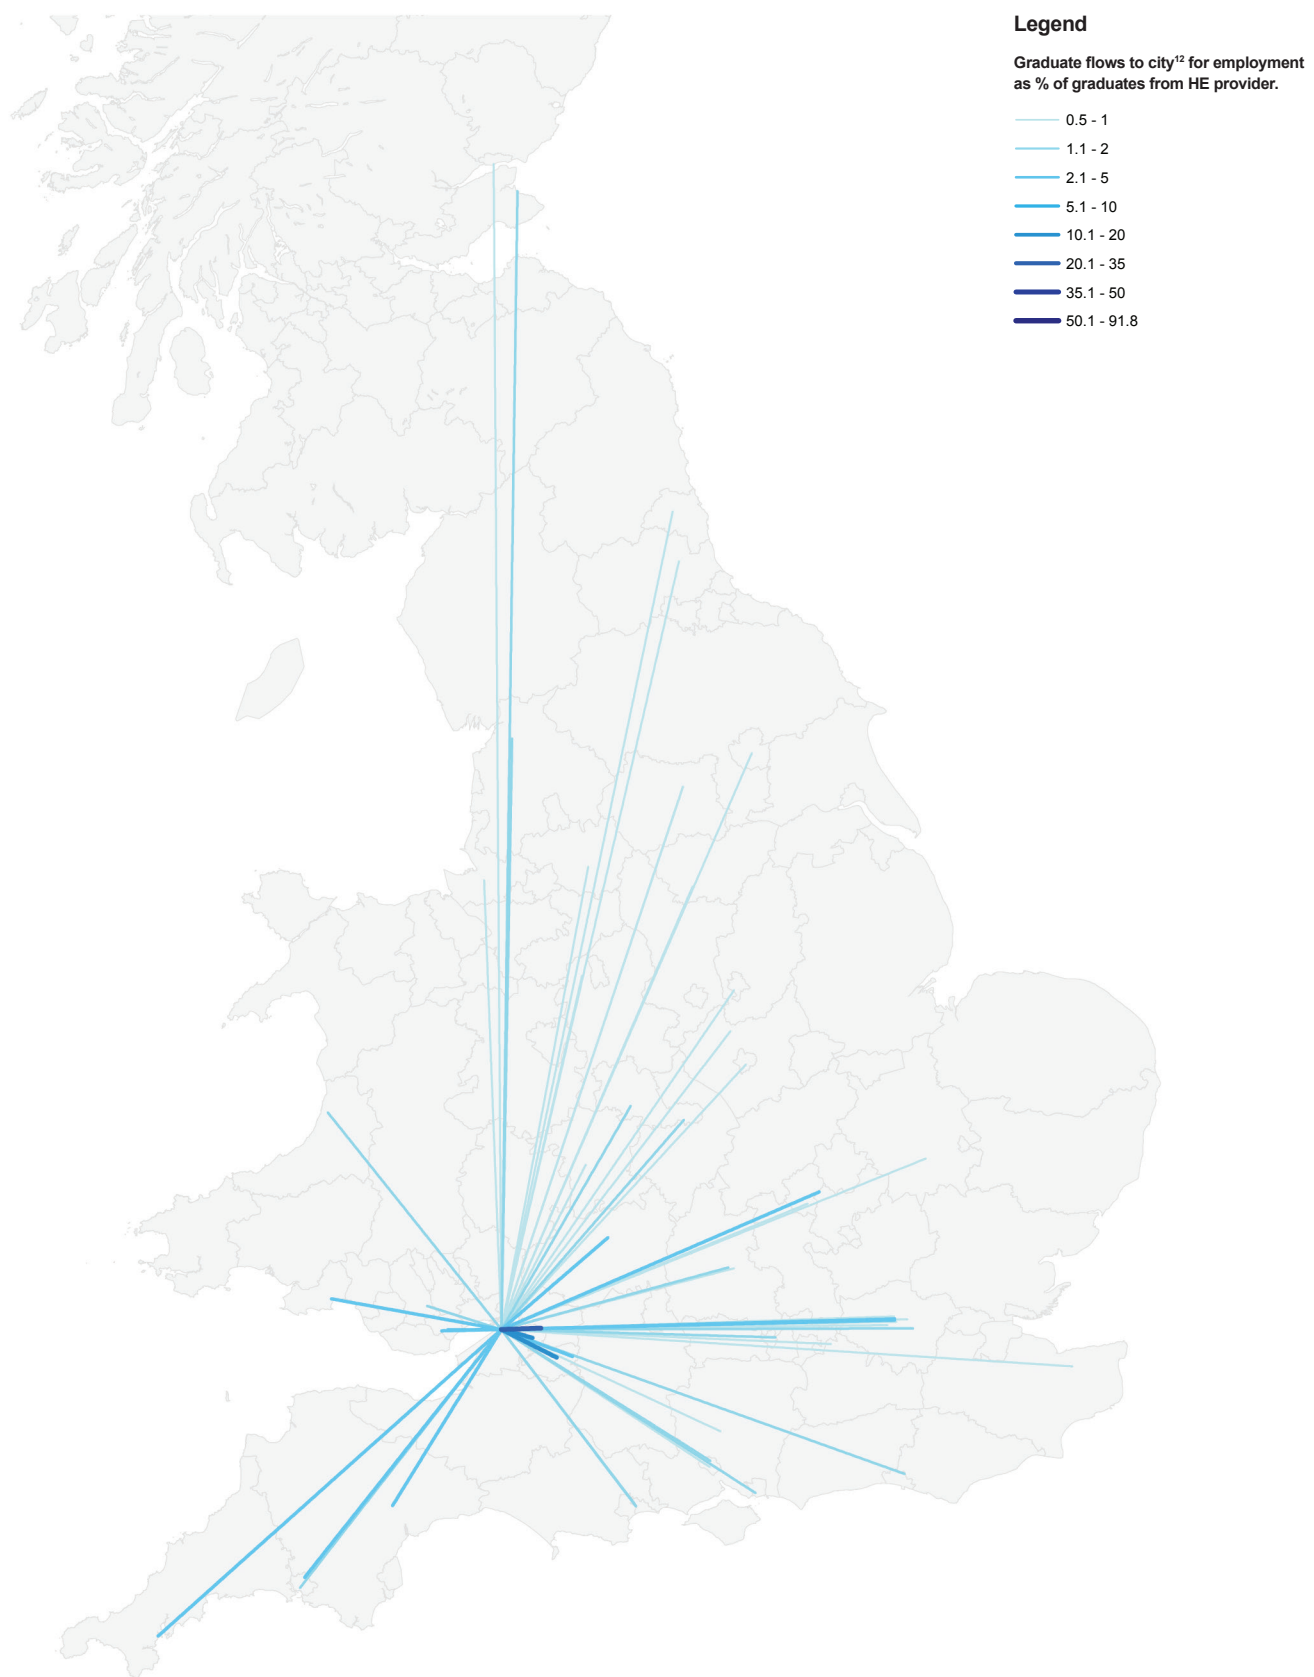 Legend
Graduate flows to city¹² for employment
as % of graduates from HE provider.
0.5 - 1
1.1 - 2
2.1 - 5
5.1 - 10
10.1 - 20
20.1 - 35
35.1 - 50
50.1 - 91.8